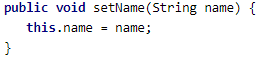 public void setName(String name) {
    this.name = name;
}